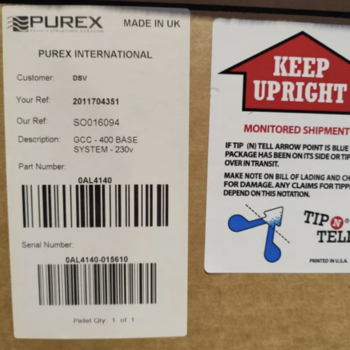 PUREX
MADE IN UK
PUREX INTERNATIONAL
Customer: DSV
Your Ref: 2011704351
Our Ref: SO016094
Description: GCC - 400 BASE
SYSTEM - 230v
Part Number:
0AL4140
Serial Number:
0AL4140-015610
Pallet Qty: 1 of 1
KEEP
UPRIGHT
MONITORED SHIPMENT
IF TIP (N) TELL ARROW POINT IS BLUE
PACKAGE HAS BEEN ON ITS SIDE OR TIP
OVER IN TRANSIT.
MAKE NOTE ON BILL OF LADING AND CH
FOR DAMAGE. ANY CLAIMS FOR TIPP
DEPEND ON THIS NOTATION.
TIP N
TELL
PRINTED IN U.S.A.